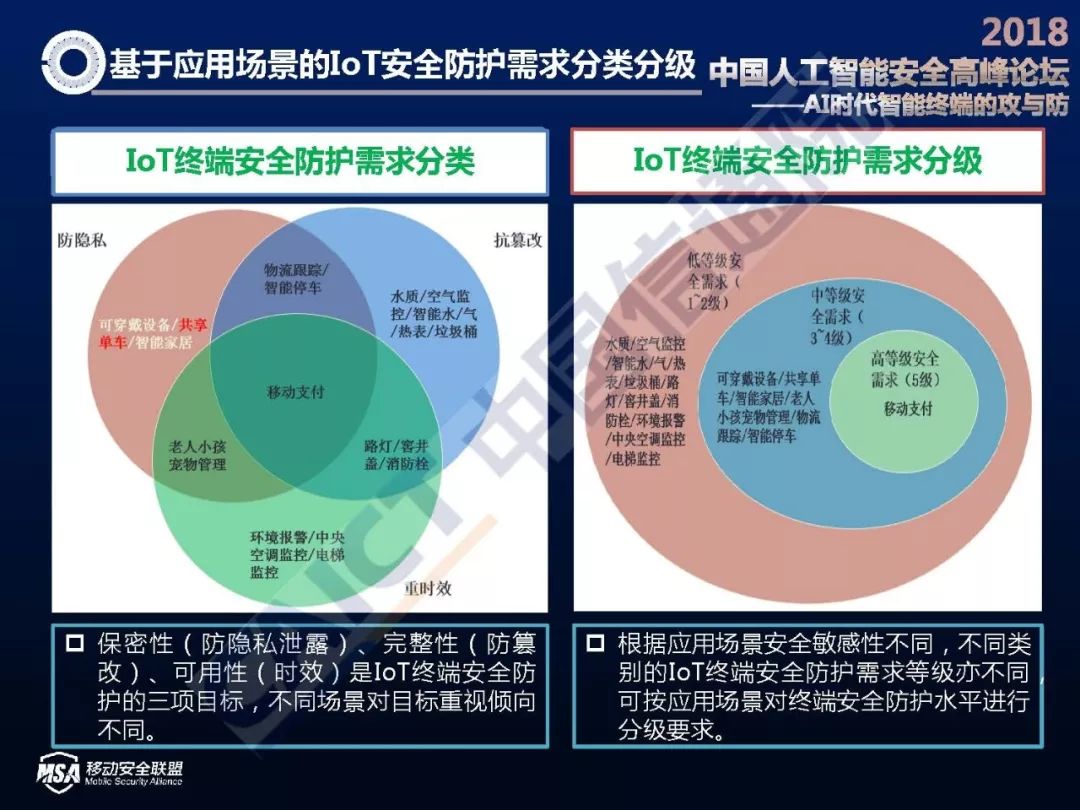 基于应用场景的IoT安全防护需求分类分级
2018
中国人工智能安全高峰论坛
——AI时代智能终端的攻与防
IoT终端安全防护需求分类
防隐私
抗篡改
物流跟踪/
智能停车
水质/空气监
控/智能水/气
/热表/垃圾桶
可穿戴设备/共享
单车/智能家居
移动支付
老人小孩
宠物管理
路灯/窖井
盖/消防栓
环境报警/中央
空调监控/电梯
监控
重时效
保密性（防隐私泄露）、完整性（防篡
改）、可用性（时效）是IoT终端安全防
护的三项目标，不同场景对目标重视倾向
不同。
IoT终端安全防护需求分级
低等级安
全需求（
1~2级）
中等级安
全需求（
3~4级）
高等级安全
需求（5级）
移动支付
水质/空气监控
/智能水/气/热
表/垃圾桶/路
灯/窖井盖/消
防栓/环境报警
/中央空调监控
/电梯监控
可穿戴设备/共享单
车/智能家居/老人
小孩宠物管理/物流
跟踪/智能停车
根据应用场景安全敏感性不同，不同类
别的IoT终端安全防护需求等级亦不同，
可按应用场景对终端安全防护水平进行
分级要求。
MSA 移动安全联盟
Mobile Security Alliance
CAICT 中国信通院